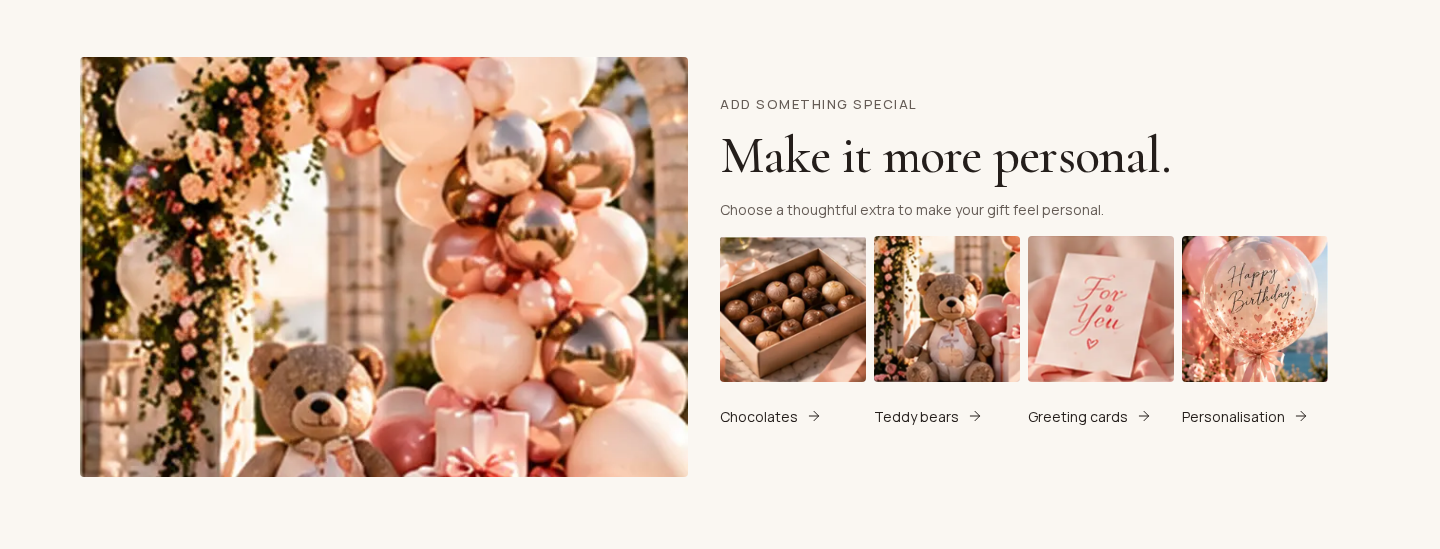 ADD SOMETHING SPECIAL
Make it more personal.
Choose a thoughtful extra to make your gift feel personal.
For
You
Happy
Birthday
Chocolates →
Teddy bears →
Greeting cards →
Personalisation →